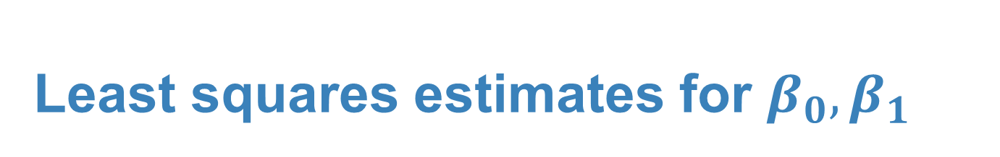 Least squares estimates for β₀, β₁